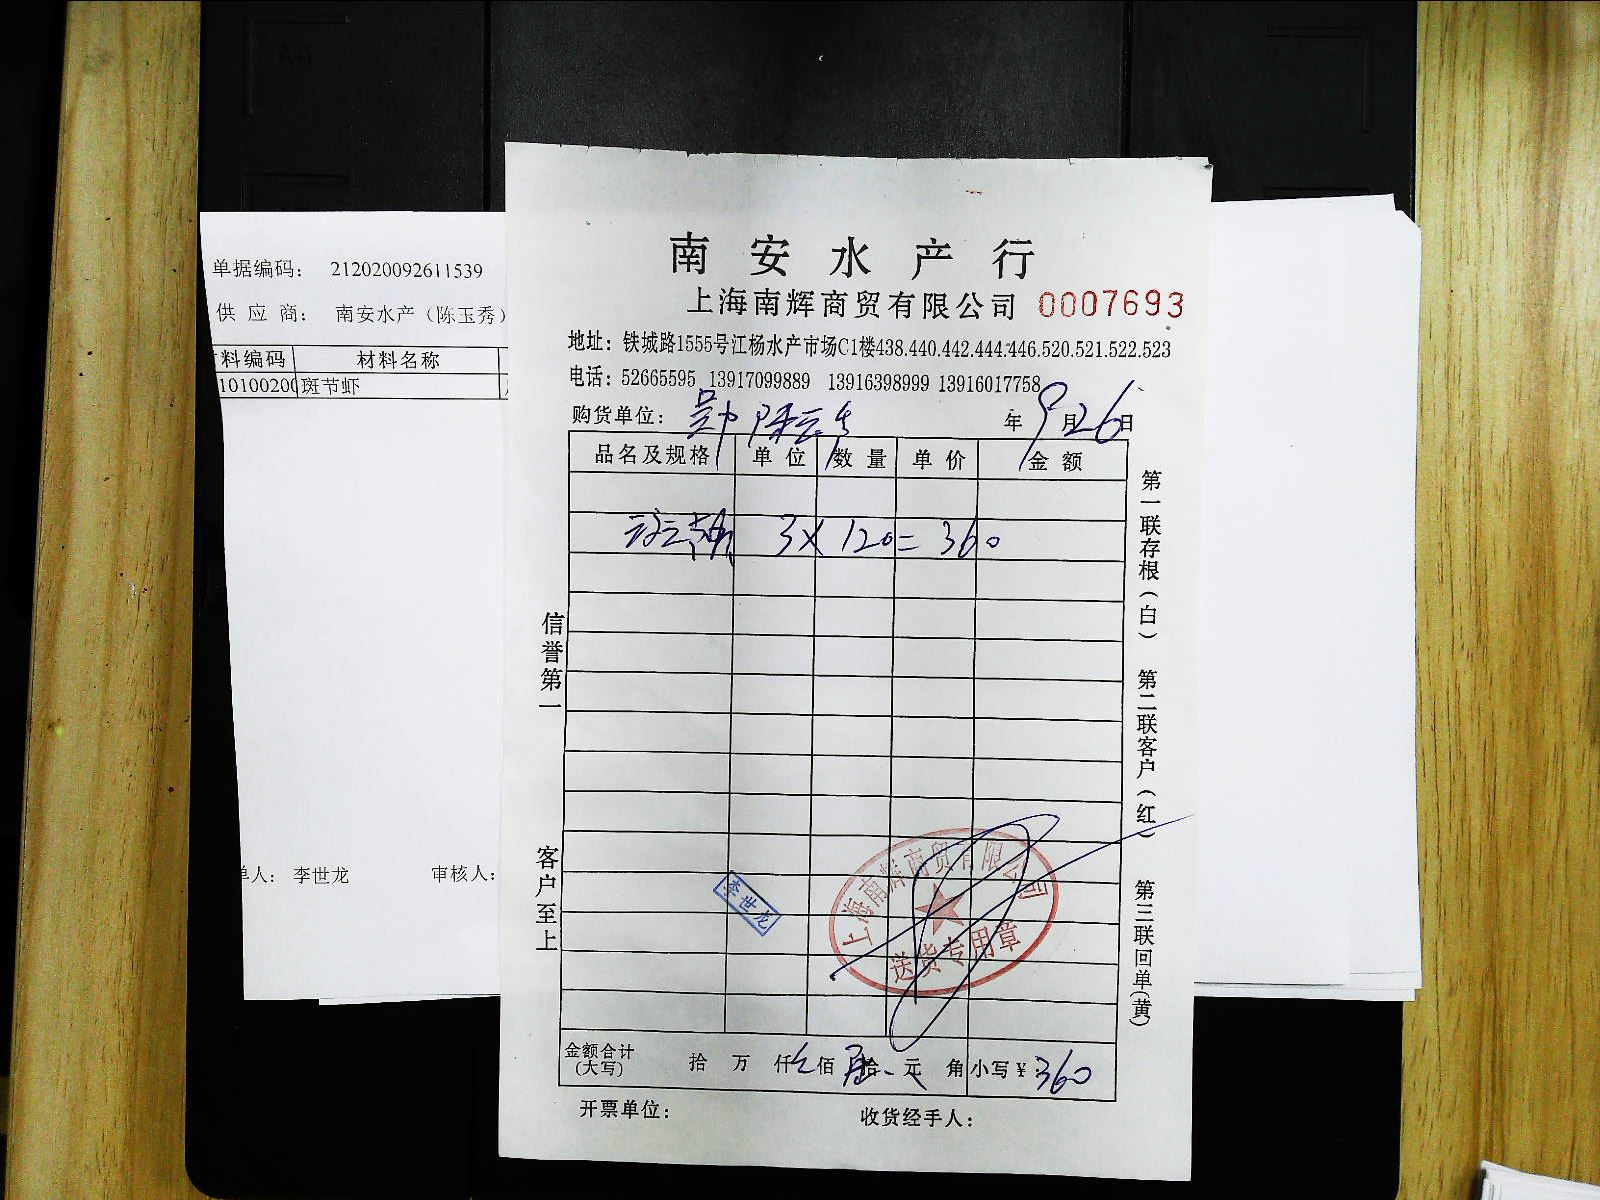 单据编码： 212020092611539
供 应 商： 南安水产（陈玉秀）
料编码 材料名称
斑节虾
李世龙 审核人：
南安水产行
上海南辉商贸有限公司 0007693
地址：铁城路1555号江杨水产市场C1楼438.440.442.444.446.520.521.522.523
电话：52665595 13917099889 13916398999 13916017758
购货单位：
年 9 月 26 日
品名及规格 单位 数量 单价 金额
3 X 120 = 360
信誉第一
客户至上
第一联存根（白）
第二联客户（红）
第三联回单（黄）
李世龙
上海南辉商贸有限公司
送货专用章
金额合计 拾 万 仟 佰 拾 元 角 小写¥：360
（大写）
开票单位： 收货经手人：